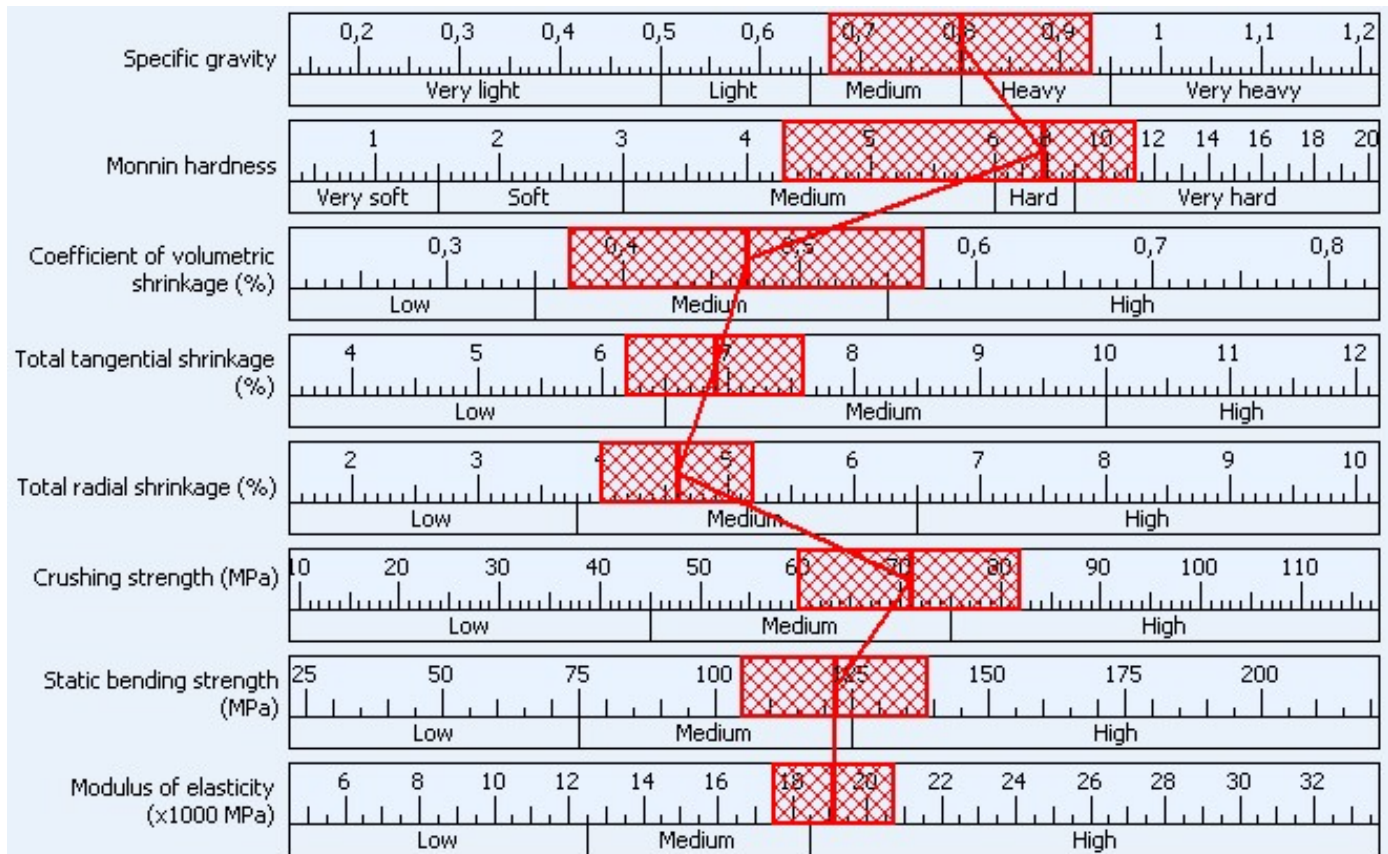 Specific gravity
0,2 0,3 0,4 0,5 0,6 0,7 0,8 0,9 1 1,1 1,2
Very light Light Medium Heavy Very heavy
Monnin hardness
1 2 3 4 5 6 8 10 12 14 16 18 20
Very soft Soft Medium Hard Very hard
Coefficient of volumetric
shrinkage (%)
0,3 0,4 0,5 0,6 0,7 0,8
Low Medium High
Total tangential shrinkage
(%)
4 5 6 7 8 9 10 11 12
Low Medium High
Total radial shrinkage (%)
2 3 4 5 6 7 8 9 10
Low Medium High
Crushing strength (MPa)
10 20 30 40 50 60 70 80 90 100 110
Low Medium High
Static bending strength
(MPa)
25 50 75 100 125 150 175 200
Low Medium High
Modulus of elasticity
(x1000 MPa)
6 8 10 12 14 16 18 20 22 24 26 28 30 32
Low Medium High